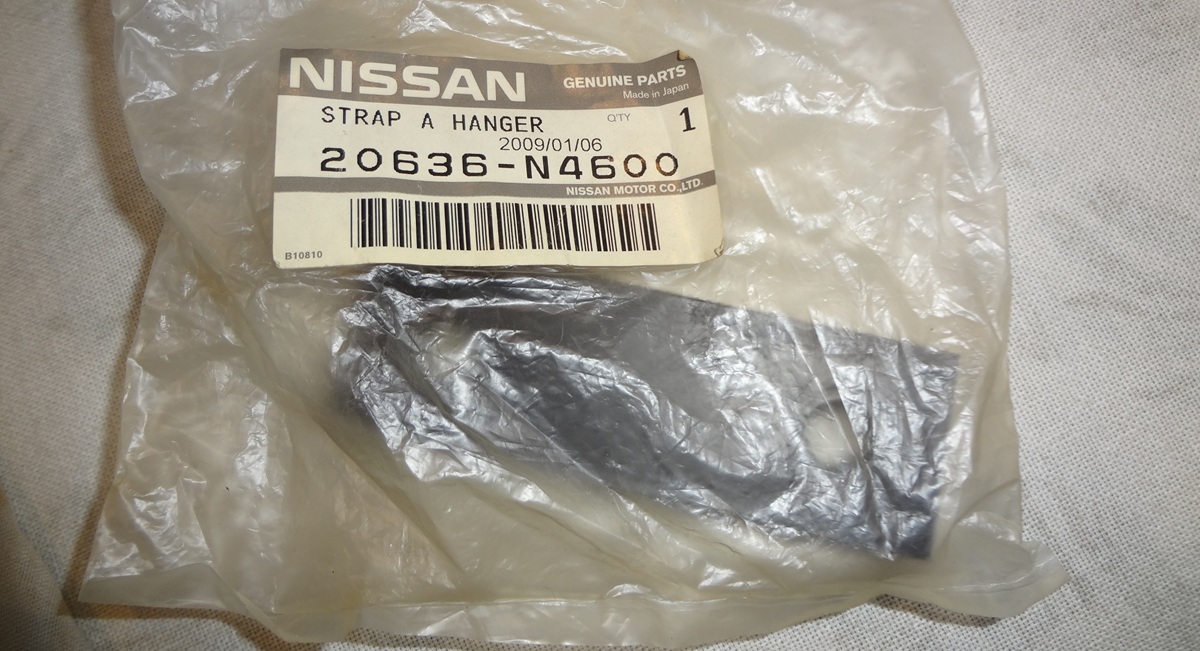 NISSAN GENUINE PARTS
Made in Japan
STRAP A HANGER Q'TY 1
2009/01/06
20636-N4600
NISSAN MOTOR CO.,LTD.
B10810